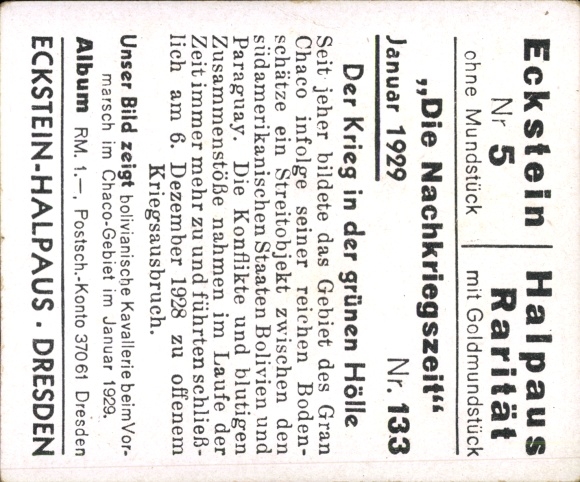 Eckstein | Halpaus
Nr 5 Rarität
ohne Mundstück mit Goldmundstück
„Die Nachkriegszeit“
Januar 1929 Nr. 133
Der Krieg in der grünen Hölle
Seit jeher bildete das Gebiet des Gran
Chaco infolge seiner reichen Boden-
schätze ein Streitobjekt zwischen den
südamerikanischen Staaten Bolivien und
Paraguay. Die Konflikte und blutigen
Zusammenstöße nahmen im Laufe der
Zeit immer mehr zu und führten schließ-
lich am 6. Dezember 1928 zu offenem
Kriegsausbruch.
Unser Bild zeigt bolivianische Kavallerie beim Vor-
marsch im Chaco-Gebiet im Januar 1929.
Album RM. 1.—, Postsch.-Konto 37061 Dresden
ECKSTEIN-HALPAUS · DRESDEN